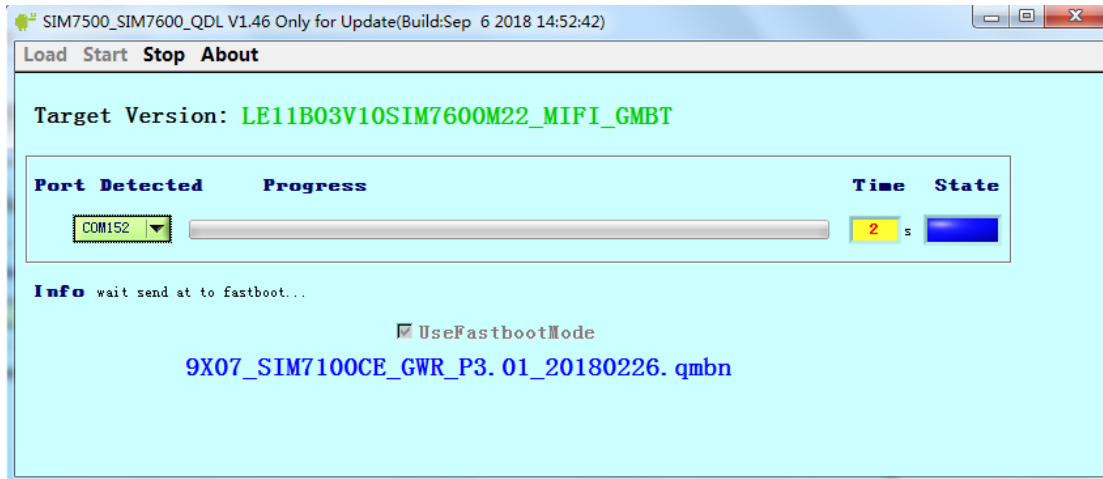 SIM7500_SIM7600_QDL V1.46 Only for Update(Build:Sep  6 2018 14:52:42)
Load Start Stop About
Target Version: LE11B03V10SIM7600M22_MIFI_GMBT
Port Detected Progress Time State
COM152 2 s
Info wait send at to fastboot...
UseFastbootMode
9X07_SIM7100CE_GWR_P3.01_20180226.qmbn